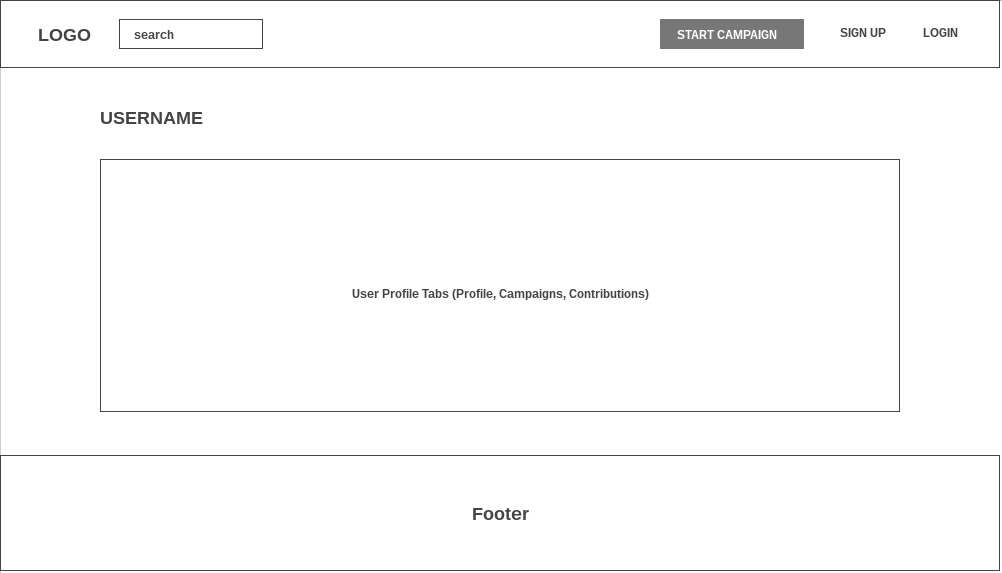 LOGO
search
START CAMPAIGN
SIGN UP
LOGIN
USERNAME
User Profile Tabs (Profile, Campaigns, Contributions)
Footer